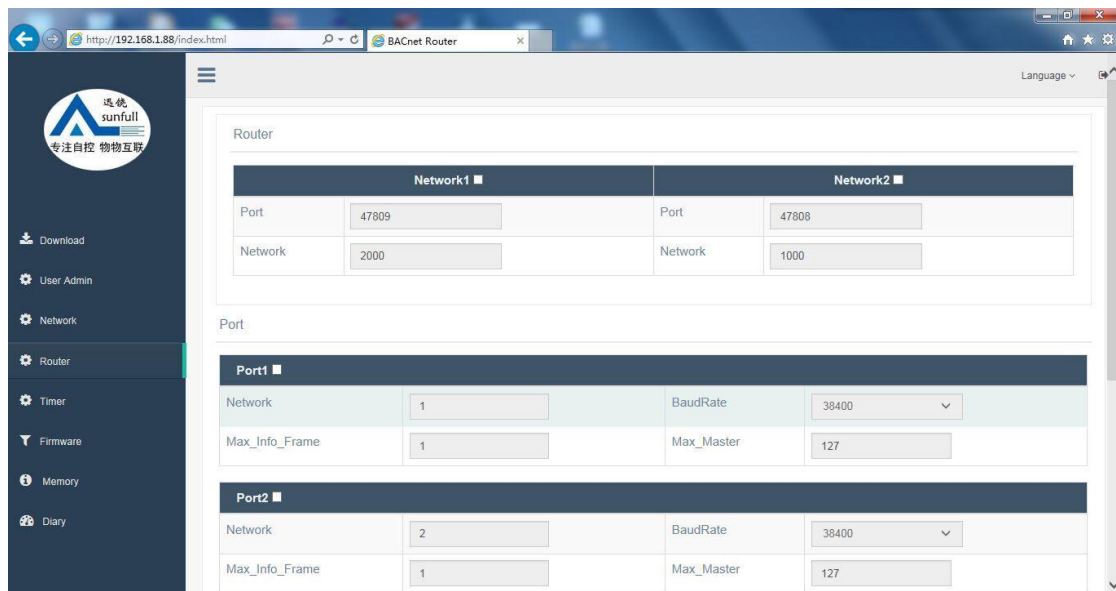 http://192.168.1.88/index.html
BACnet Router
Language
迅饶
sunfull
专注自控 物物互联
Download
User Admin
Network
Router
Timer
Firmware
Memory
Diary
Router
Network1 Network2
Port 47809 Port 47808
Network 2000 Network 1000
Port
Port1
Network 1 BaudRate 38400
Max_Info_Frame 1 Max_Master 127
Port2
Network 2 BaudRate 38400
Max_Info_Frame 1 Max_Master 127